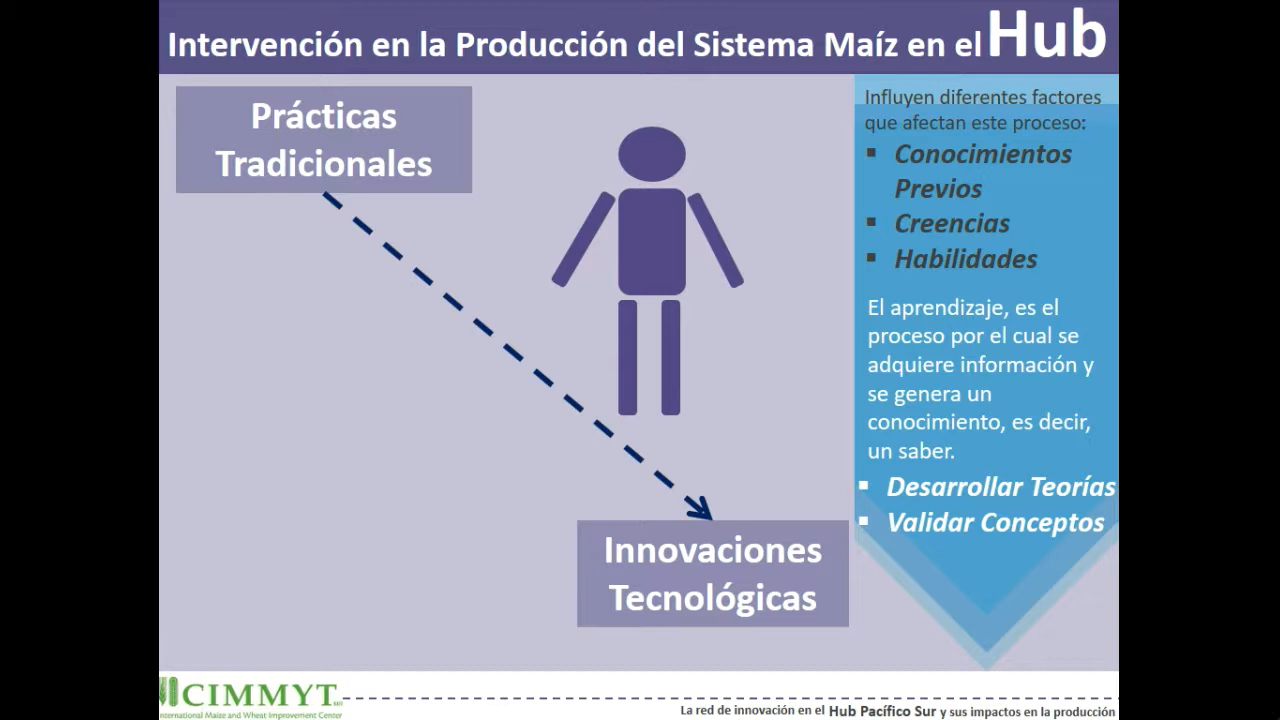 Intervención en la Producción del Sistema Maíz en el Hub
Prácticas
Tradicionales
Innovaciones
Tecnológicas
Influyen diferentes factores
que afectan este proceso:
▪ Conocimientos
Previos
▪ Creencias
▪ Habilidades
El aprendizaje, es el
proceso por el cual se
adquiere información y
se genera un
conocimiento, es decir,
un saber.
▪ Desarrollar Teorías
▪ Validar Conceptos
CIMMYT
International Maize and Wheat Improvement Center
La red de innovación en el Hub Pacífico Sur y sus impactos en la producción